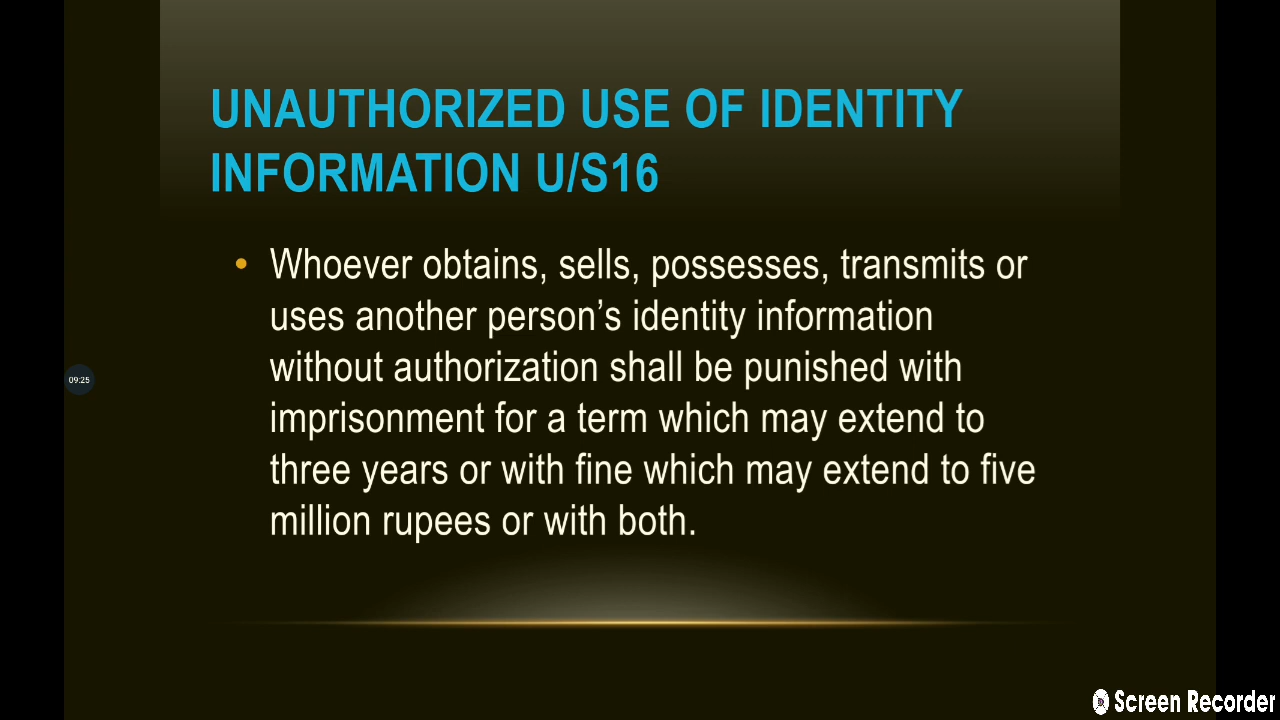 UNAUTHORIZED USE OF IDENTITY
INFORMATION U/S16
• Whoever obtains, sells, possesses, transmits or
uses another person’s identity information
without authorization shall be punished with
imprisonment for a term which may extend to
three years or with fine which may extend to five
million rupees or with both.
09:25
Screen Recorder